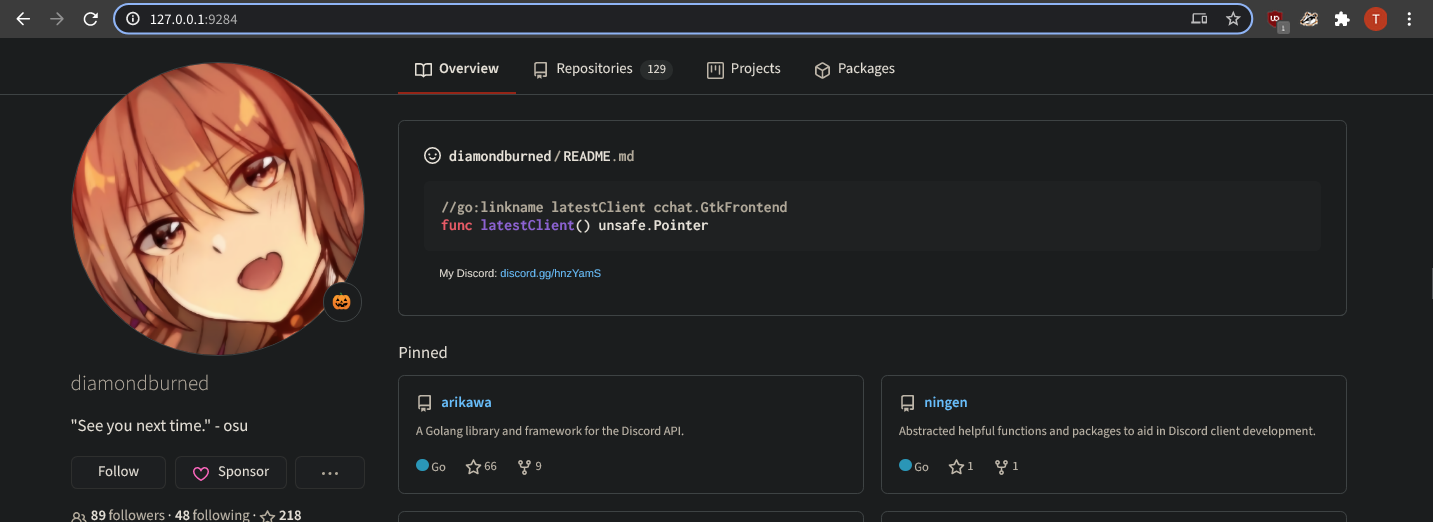 127.0.0.1:9284
1
T
Overview
Repositories 129
Projects
Packages
diamondburned/README.md
//go:linkname latestClient cchat.GtkFrontend
func latestClient() unsafe.Pointer
My Discord: discord.gg/hnzYamS
diamondburned
"See you next time." - osu
Follow
Sponsor
...
89 followers · 48 following · 218
Pinned
arikawa
A Golang library and framework for the Discord API.
Go 66 9
ningen
Abstracted helpful functions and packages to aid in Discord client development.
Go 1 1